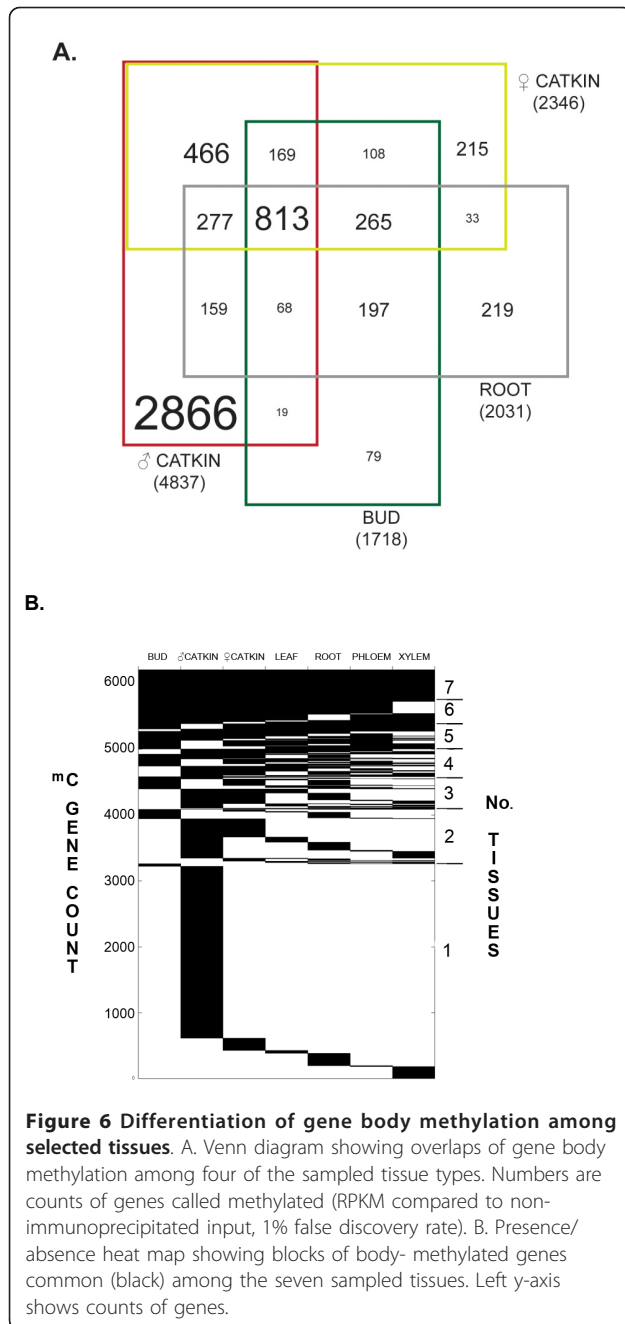 A.
♀ CATKIN
(2346)
466
169
108
215
277
813
265
33
159
68
197
219
ROOT
(2031)
2866
19
79
♂ CATKIN
(4837)
BUD
(1718)
B.
BUD ♂CATKIN ♀CATKIN LEAF ROOT PHLOEM XYLEM
6000
5000
4000
3000
2000
1000
0
mC GENE COUNT
7
6
5
4
3
2
1
No. TISSUES
Figure 6 Differentiation of gene body methylation among
selected tissues. A. Venn diagram showing overlaps of gene body
methylation among four of the sampled tissue types. Numbers are
counts of genes called methylated (RPKM compared to non-
immunoprecipitated input, 1% false discovery rate). B. Presence/
absence heat map showing blocks of body- methylated genes
common (black) among the seven sampled tissues. Left y-axis
shows counts of genes.